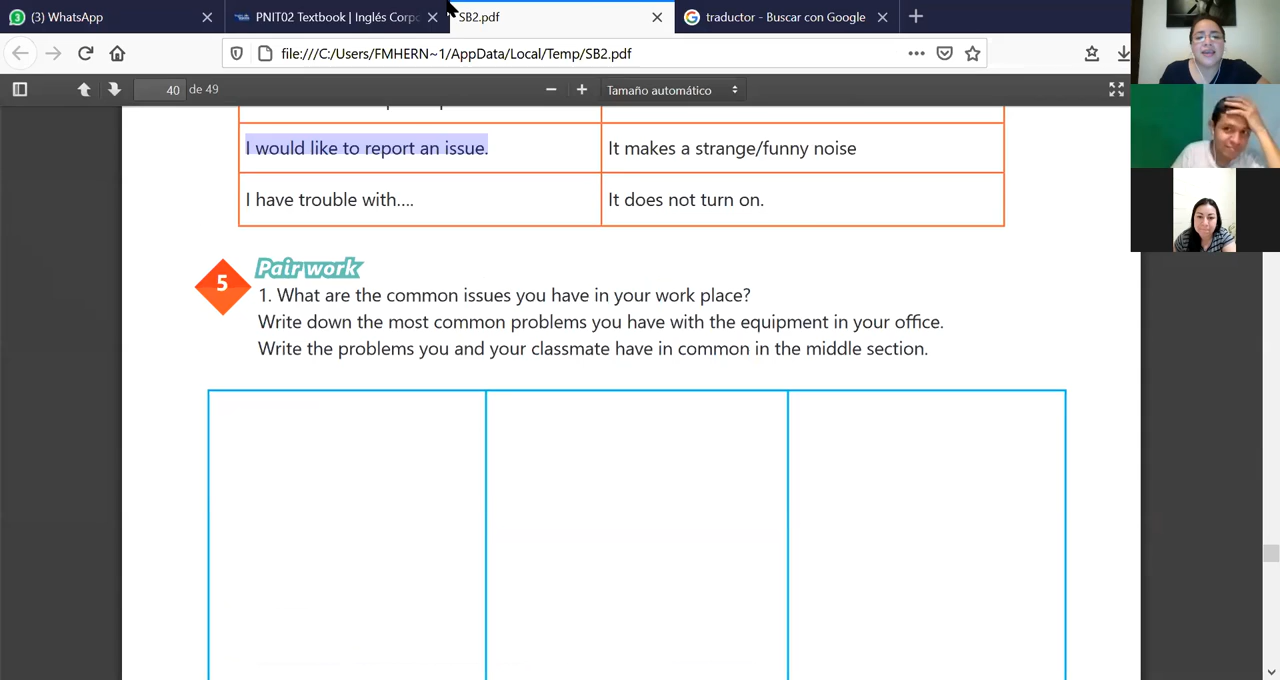 (3) WhatsApp
PNIT02 Textbook | Inglés Corpo
SB2.pdf
traductor - Buscar con Google
file:///C:/Users/FMHERN~1/AppData/Local/Temp/SB2.pdf
40 de 49
Tamaño automático
I would like to report an issue.
It makes a strange/funny noise
I have trouble with....
It does not turn on.
5
Pair work
1. What are the common issues you have in your work place?
Write down the most common problems you have with the equipment in your office.
Write the problems you and your classmate have in common in the middle section.